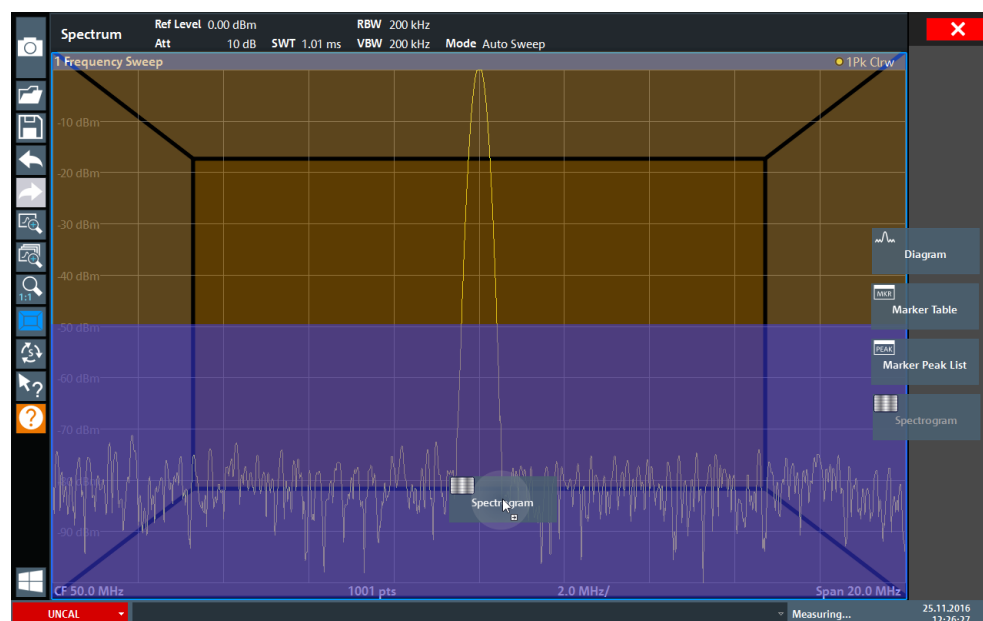 Spectrum
Ref Level 0.00 dBm RBW 200 kHz
Att 10 dB SWT 1.01 ms VBW 200 kHz Mode Auto Sweep
1 Frequency Sweep 1Pk Clrw
-10 dBm
-20 dBm
-30 dBm
-40 dBm
-50 dBm
-60 dBm
-70 dBm
-90 dBm
1:1
S
?
?
Diagram
MKR
Marker Table
PEAK
Marker Peak List
Spectrogram
Spectrogram
CF 50.0 MHz 1001 pts 2.0 MHz/ Span 20.0 MHz
UNCAL Measuring... 25.11.2016
12:26:27